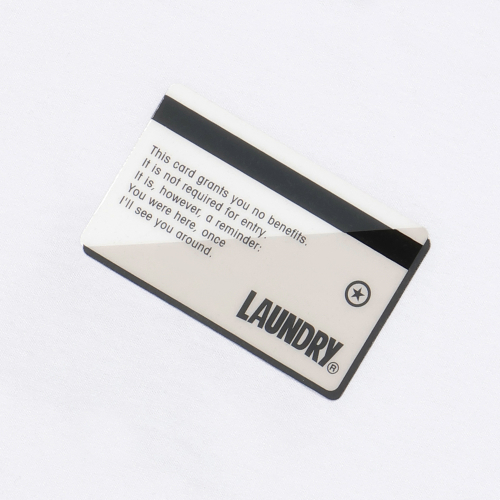 This card grants you no benefits.
It is not required for entry.
It is, however, a reminder:
You were here, once
I'll see you around.
LAUNDRY®